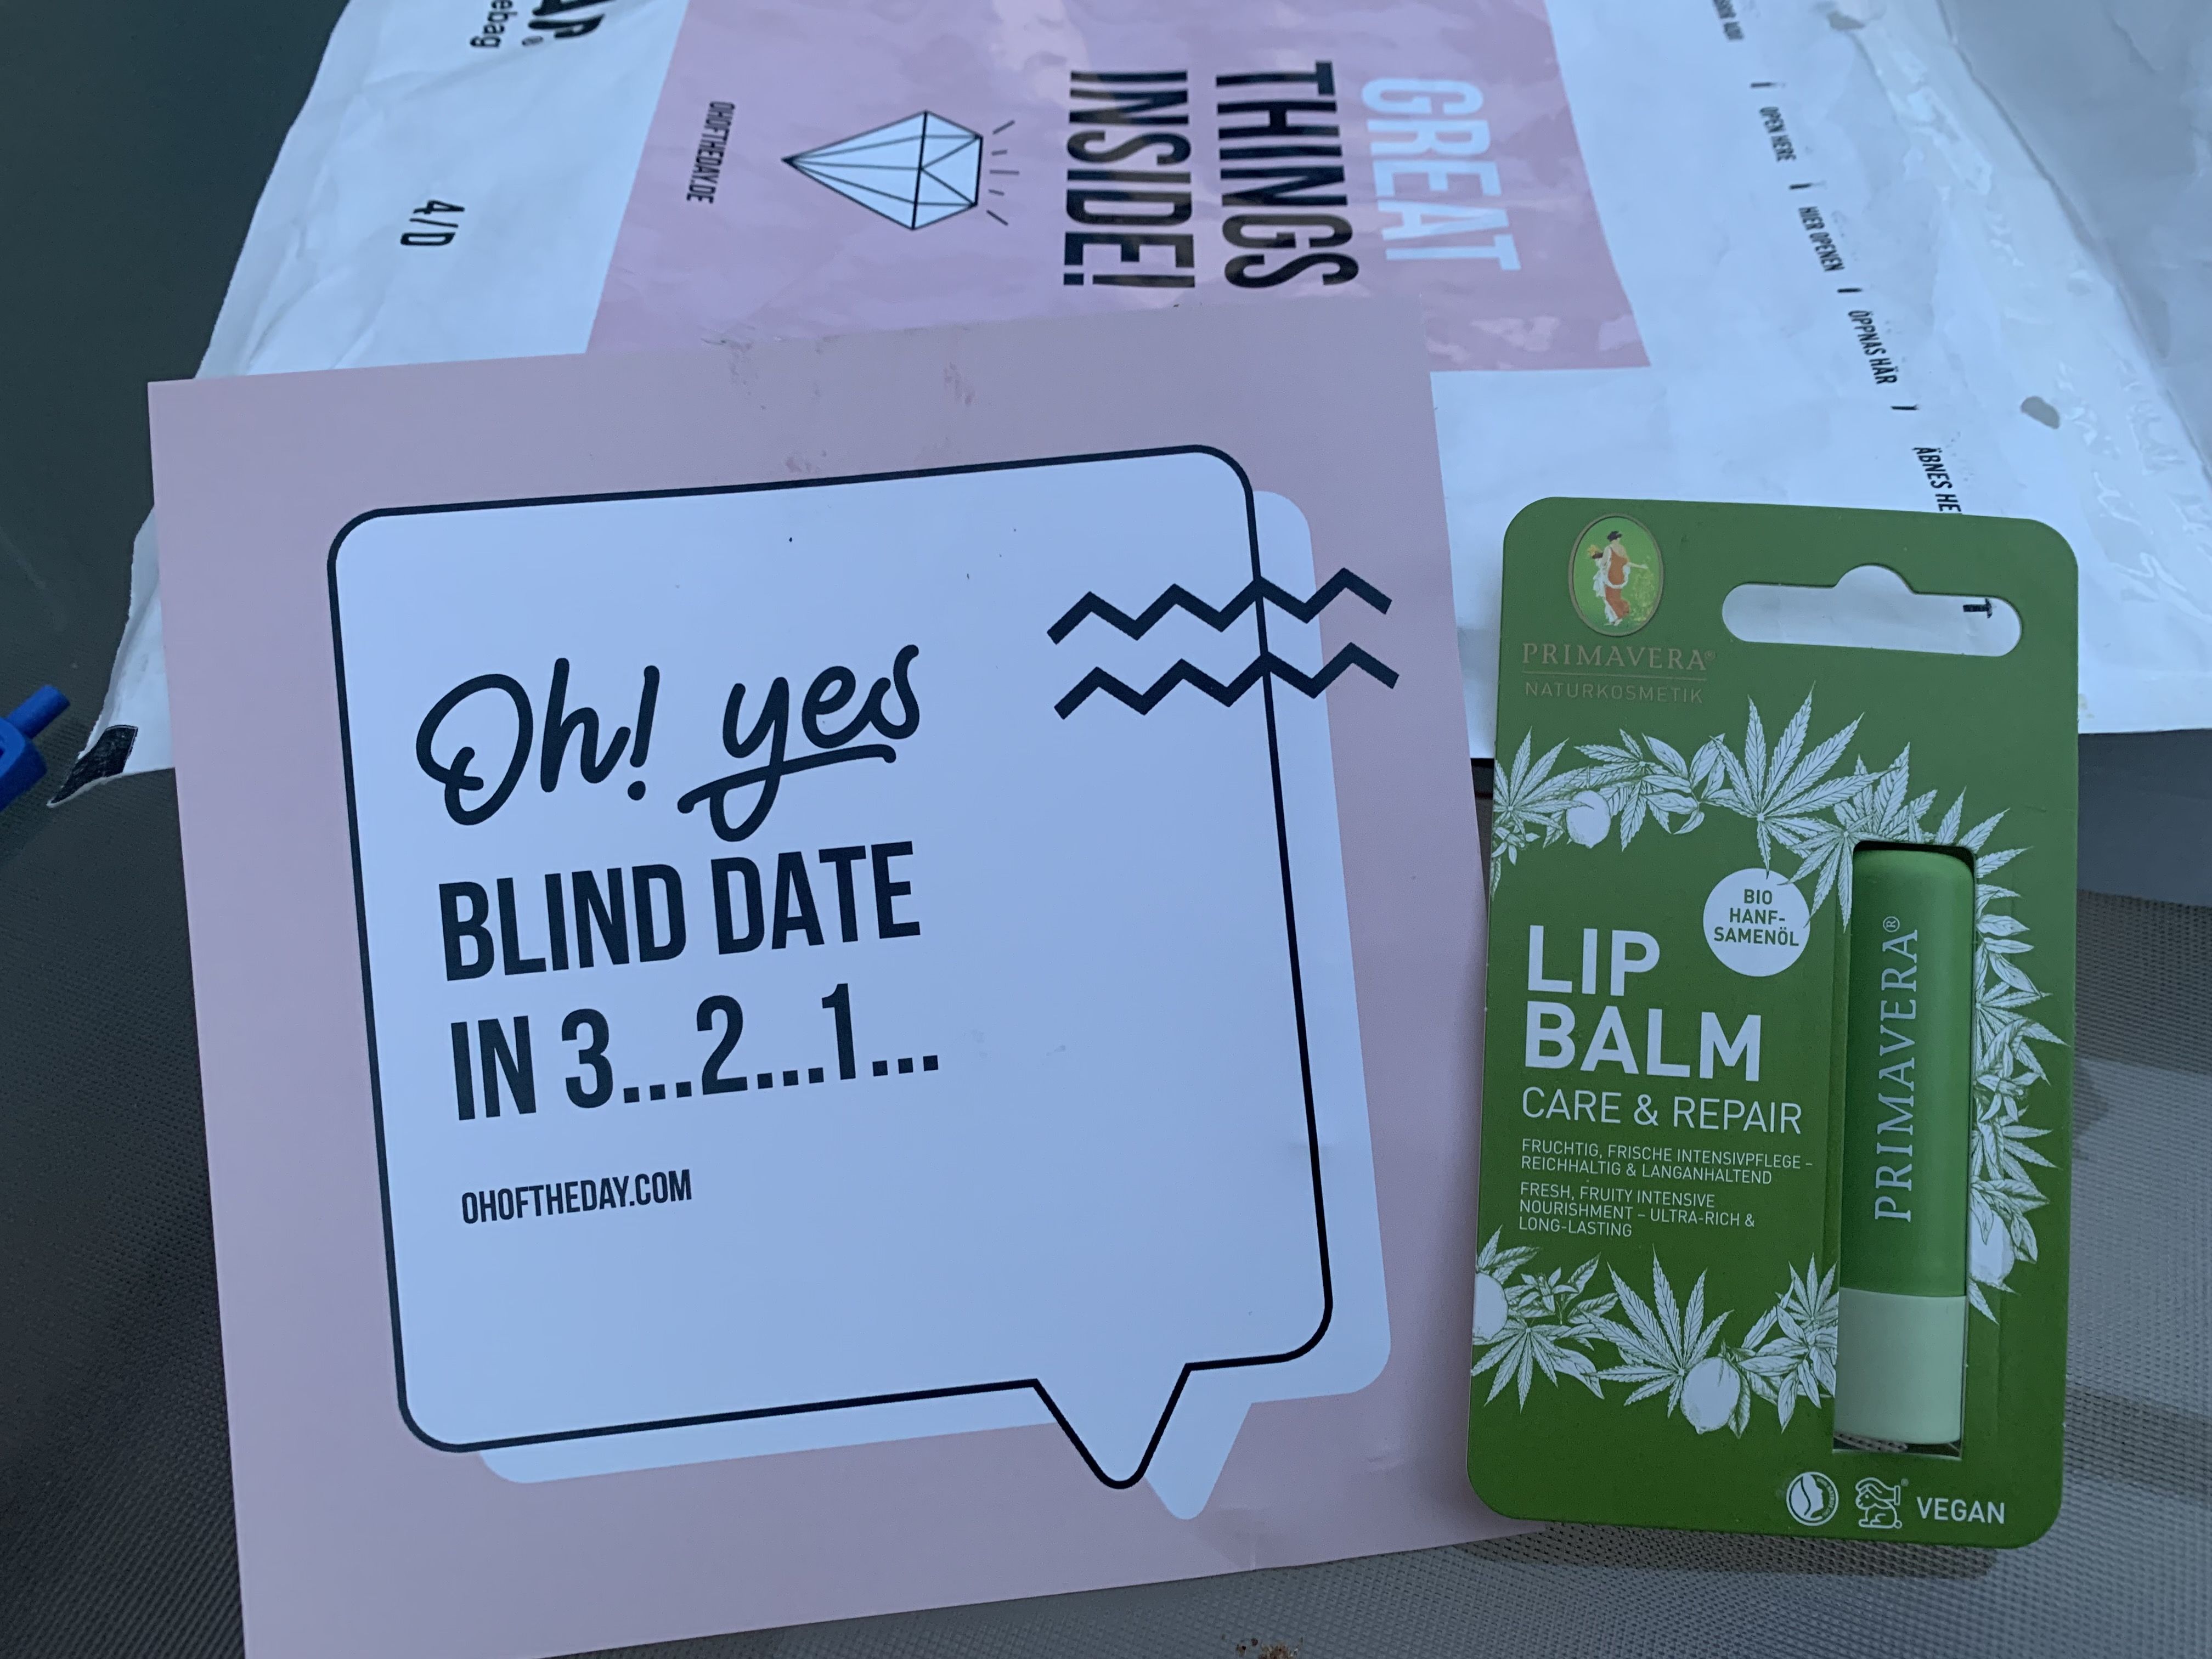 ebag
4/D
GREAT
THINGS
INSIDE!
OHOFTHEDAY.DE
OPEN HERE
HIER OPENEN
ÖPPNAS HÄR
ÅBNES HE
Oh! yes
BLIND DATE
IN 3...2...1...
OHOFTHEDAY.COM
PRIMAVERA®
NATURKOSMETIK
BIO
HANF-
SAMENÖL
LIP
BALM
CARE & REPAIR
FRUCHTIG, FRISCHE INTENSIVPFLEGE –
REICHHALTIG & LANGANHALTEND
FRESH, FRUITY INTENSIVE
NOURISHMENT – ULTRA-RICH &
LONG-LASTING
PRIMAVERA®
VEGAN